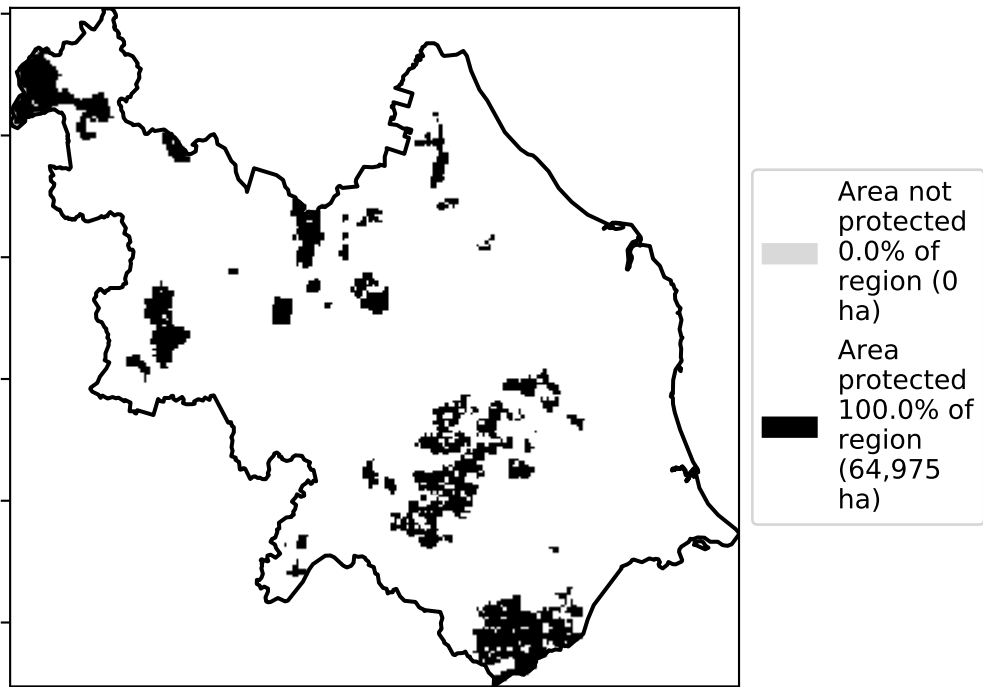 Area not
protected
0.0% of
region (0
ha)
Area
protected
100.0% of
region
(64,975
ha)